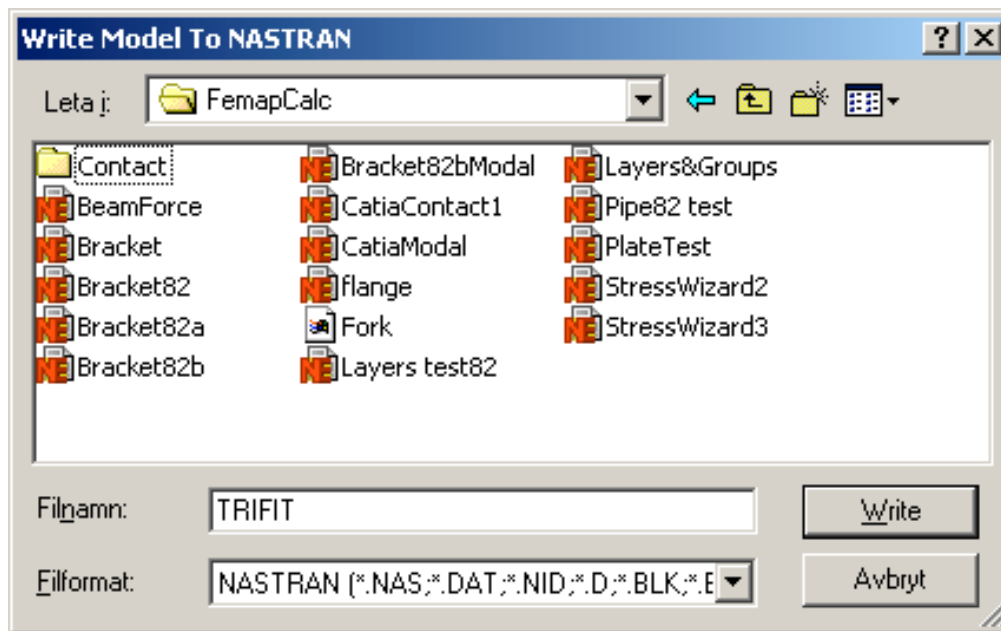 Write Model To NASTRAN
Leta i: FemapCalc
Contact Bracket82bModal Layers&Groups
BeamForce CatiaContact1 Pipe82 test
Bracket CatiaModal PlateTest
Bracket82 flange StressWizard2
Bracket82a Fork StressWizard3
Bracket82b Layers test82
Filnamn: TRIFIT Write
Filformat: NASTRAN (*.NAS;*.DAT;*.NID;*.D;*.BLK;*.E Avbryt